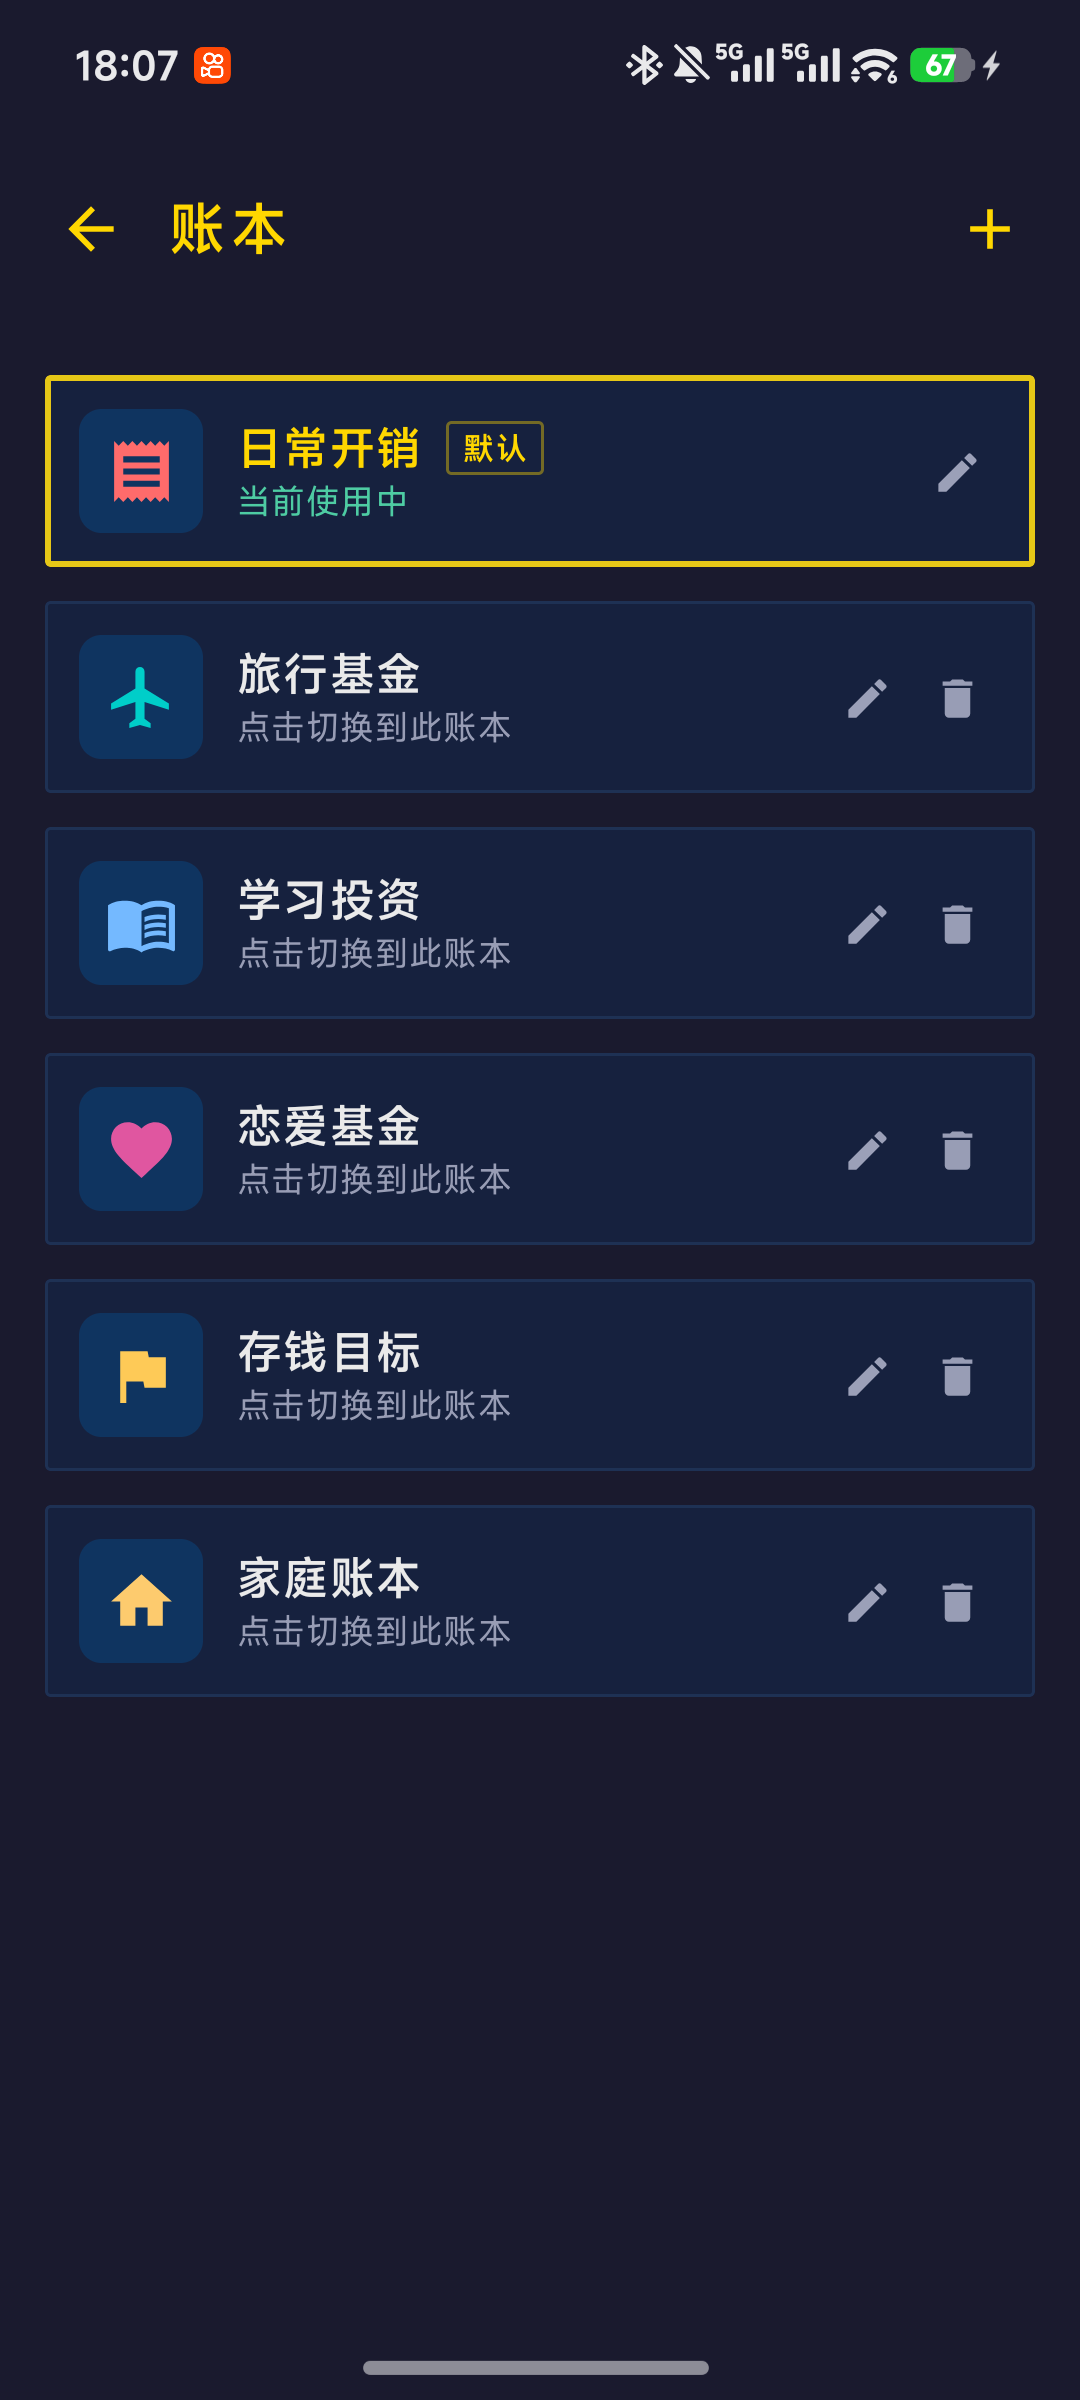 18:07
5G 5G 6 67
账本
日常开销 默认
当前使用中
旅行基金
点击切换到此账本
学习投资
点击切换到此账本
恋爱基金
点击切换到此账本
存钱目标
点击切换到此账本
家庭账本
点击切换到此账本